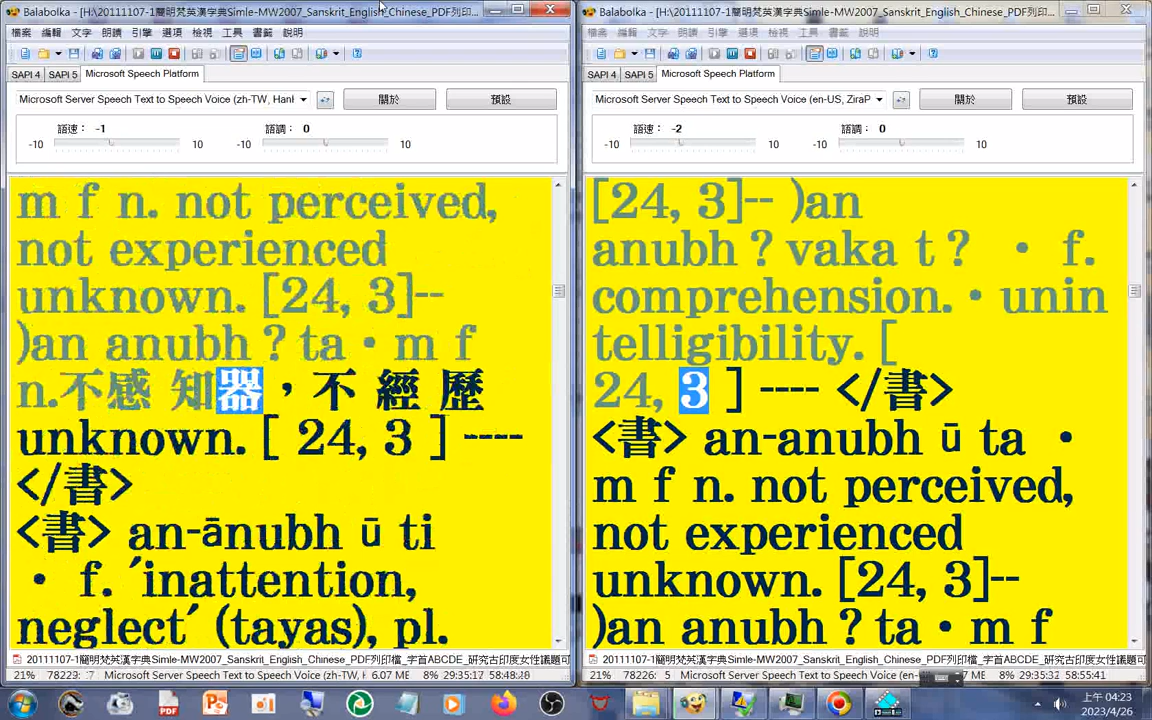 Balabolka - [H:\20111107-1簡明梵英漢字典Simle-MW2007_Sanskrit_English_Chinese_PDF列印...
檔案 編輯 文字 朗讀 引擎 選項 檢視 工具 書籤 說明
SAPI 4 SAPI 5 Microsoft Speech Platform
Microsoft Server Speech Text to Speech Voice (zh-TW, HanH
關於
預設
語速: -1
語調: 0
-10 10 -10 10
m f n. not perceived,
not experienced
unknown. [24, 3]--
)an anubh ? ta • m f
n.不感 知器，不 經 歷
unknown. [ 24, 3 ] ----
</書>
<書> an-ānubh ū ti
• f. ´inattention,
neglect´ (tayas), pl.
20111107-1簡明梵英漢字典Simle-MW2007_Sanskrit_English_Chinese_PDF列印檔_字首ABCDE_研究古印度女性議題可
21% Microsoft Server Speech Text to Speech Voice (zh-TW, H 6.07 ME 8% 29:35:17
Balabolka - [H:\20111107-1簡明梵英漢字典Simle-MW2007_Sanskrit_English_Chinese_PDF列印...
檔案 編輯 文字 朗讀 引擎 選項 檢視 工具 書籤 說明
SAPI 4 SAPI 5 Microsoft Speech Platform
Microsoft Server Speech Text to Speech Voice (en-US, ZiraP
關於
預設
語速: -2
語調: 0
-10 10 -10 10
[24, 3]-- )an
anubh ? vaka t ? • f.
comprehension. • unin
telligibility. [
24, 3 ] ---- </書>
<書> an-anubh ū ta •
m f n. not perceived,
not experienced
unknown. [24, 3]--
)an anubh ? ta • m f
20111107-1簡明梵英漢字典Simle-MW2007_Sanskrit_English_Chinese_PDF列印檔_字首ABCDE_研究古印度女性議題可
21% 78226: 5 Microsoft Server Speech Text to Speech Voice (en-US, 8% 29:35:32 58:55:41
上午 04:23
2023/4/26